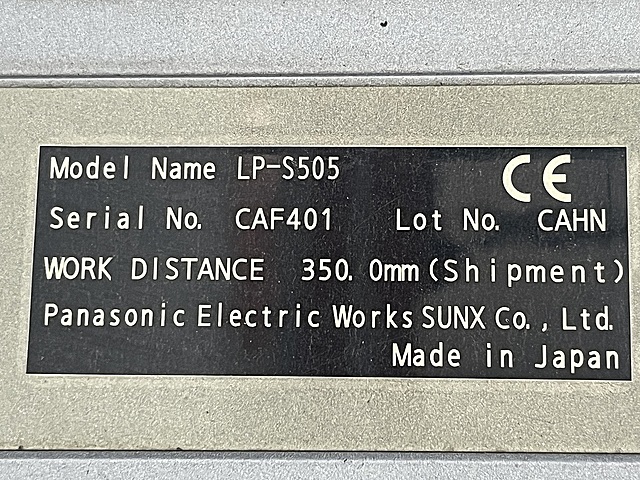 Model Name LP-S505 CE
Serial No. CAF401 Lot No. CAHN
WORK DISTANCE 350.0mm(Shipment)
Panasonic Electric Works SUNX Co., Ltd.
Made in Japan